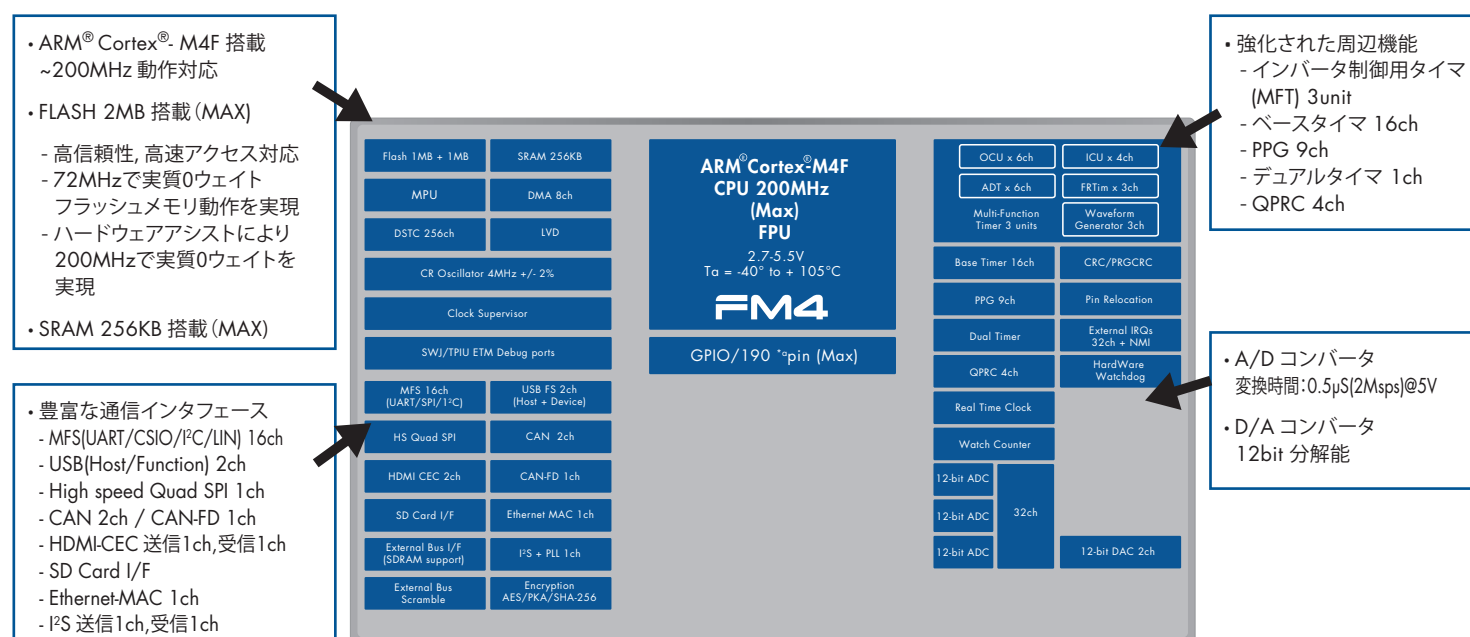 • ARM® Cortex®- M4F 搭載
~200MHz 動作対応
• FLASH 2MB 搭載（MAX）
- 高信頼性, 高速アクセス対応
- 72MHzで実質0ウェイト
フラッシュメモリ動作を実現
- ハードウェアアシストにより
200MHzで実質0ウェイトを
実現
• SRAM 256KB 搭載（MAX）
• 豊富な通信インタフェース
- MFS(UART/CSIO/I²C/LIN) 16ch
- USB(Host/Function) 2ch
- High speed Quad SPI 1ch
- CAN 2ch / CAN-FD 1ch
- HDMI-CEC 送信1ch,受信1ch
- SD Card I/F
- Ethernet-MAC 1ch
- I²S 送信1ch,受信1ch
Flash 1MB + 1MB
SRAM 256KB
MPU
DMA 8ch
DSTC 256ch
LVD
CR Oscillator 4MHz +/- 2%
Clock Supervisor
SWJ/TPIU ETM Debug ports
MFS 16ch
(UART/SPI/I²C)
USB FS 2ch
(Host + Device)
HS Quad SPI
CAN 2ch
HDMI CEC 2ch
CAN-FD 1ch
SD Card I/F
Ethernet MAC 1ch
External Bus I/F
(SDRAM support)
I²S + PLL 1ch
External Bus
Scramble
Encryption
AES/PKA/SHA-256
ARM®Cortex®-M4F
CPU 200MHz
(Max)
FPU
2.7-5.5V
Ta = -40° to + 105°C
FM4
GPIO/190 *ᵃpin (Max)
OCU x 6ch
ICU x 4ch
ADT x 6ch
FRTim x 3ch
Multi-Function
Timer 3 units
Waveform
Generator 3ch
Base Timer 16ch
CRC/PRGCRC
PPG 9ch
Pin Relocation
Dual Timer
External IRQs
32ch + NMI
QPRC 4ch
HardWare
Watchdog
Real Time Clock
Watch Counter
12-bit ADC
12-bit ADC
12-bit ADC
32ch
12-bit DAC 2ch
• 強化された周辺機能
- インバータ制御用タイマ
(MFT) 3unit
- ベースタイマ 16ch
- PPG 9ch
- デュアルタイマ 1ch
- QPRC 4ch
• A/D コンバータ
変換時間：0.5μS(2Msps)@5V
• D/A コンバータ
12bit 分解能